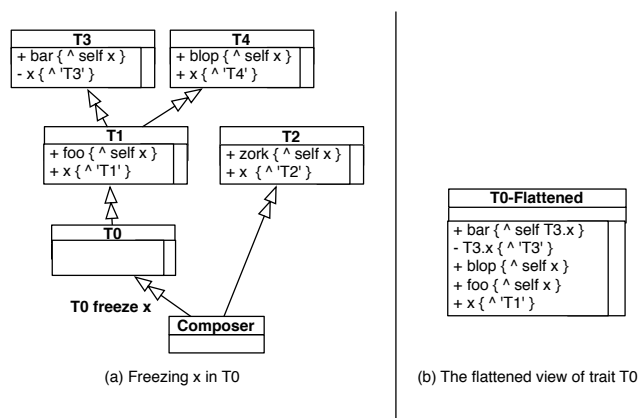 T3
+ bar { ^ self x }
- x { ^ 'T3' }
T4
+ blop { ^ self x }
+ x { ^ 'T4' }
T1
+ foo { ^ self x }
+ x { ^ 'T1' }
T2
+ zork { ^ self x }
+ x { ^ 'T2' }
T0
T0 freeze x
Composer
(a) Freezing x in T0
T0-Flattened
+ bar { ^ self T3.x }
- T3.x { ^ 'T3' }
+ blop { ^ self x }
+ foo { ^ self x }
+ x { ^ 'T1' }
(b) The flattened view of trait T0